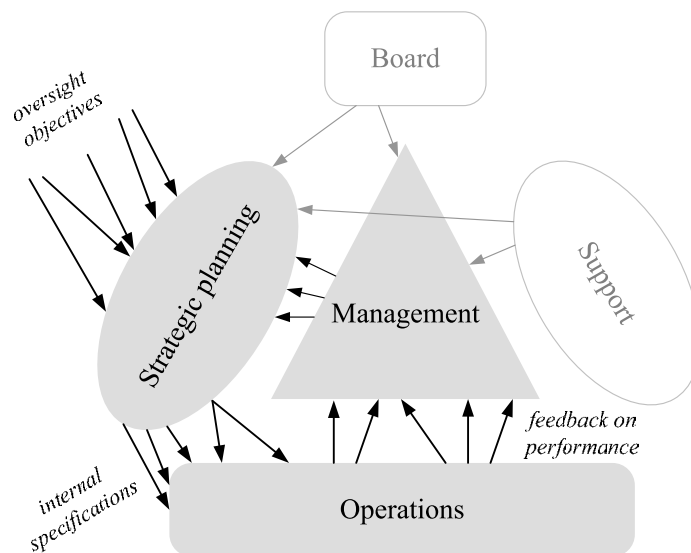 Board
oversight
objectives
Strategic planning
Management
Support
feedback on
performance
internal
specifications
Operations